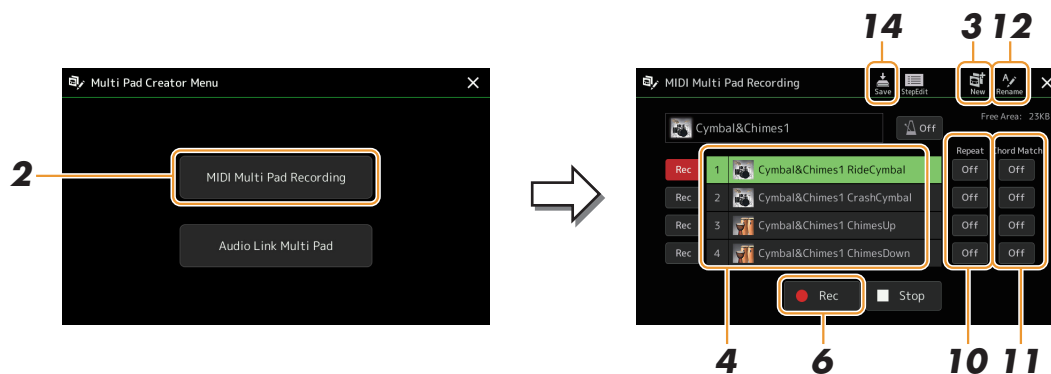 14 3 12
Multi Pad Creator Menu
MIDI Multi Pad Recording
Save StepEdit New Rename
Free Area: 23KB
Cymbal&Chimes1 Off
Repeat Chord Match
2 MIDI Multi Pad Recording
Audio Link Multi Pad
Rec 1 Cymbal&Chimes1 RideCymbal Off Off
Rec 2 Cymbal&Chimes1 CrashCymbal Off Off
Rec 3 Cymbal&Chimes1 ChimesUp Off Off
Rec 4 Cymbal&Chimes1 ChimesDown Off Off
Rec Stop
4 6 10 11